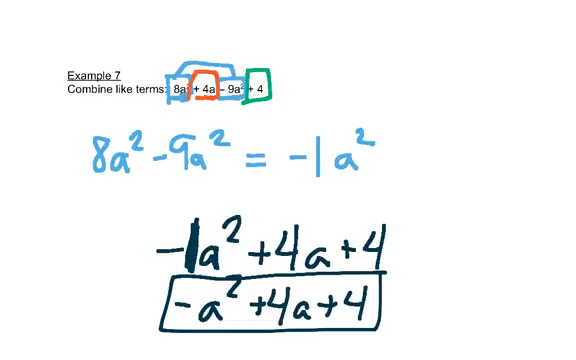 Example 7
Combine like terms: 8a² + 4a – 9a² + 4
8a² - 9a² = -1a²
-1a² + 4a + 4
-a² + 4a + 4